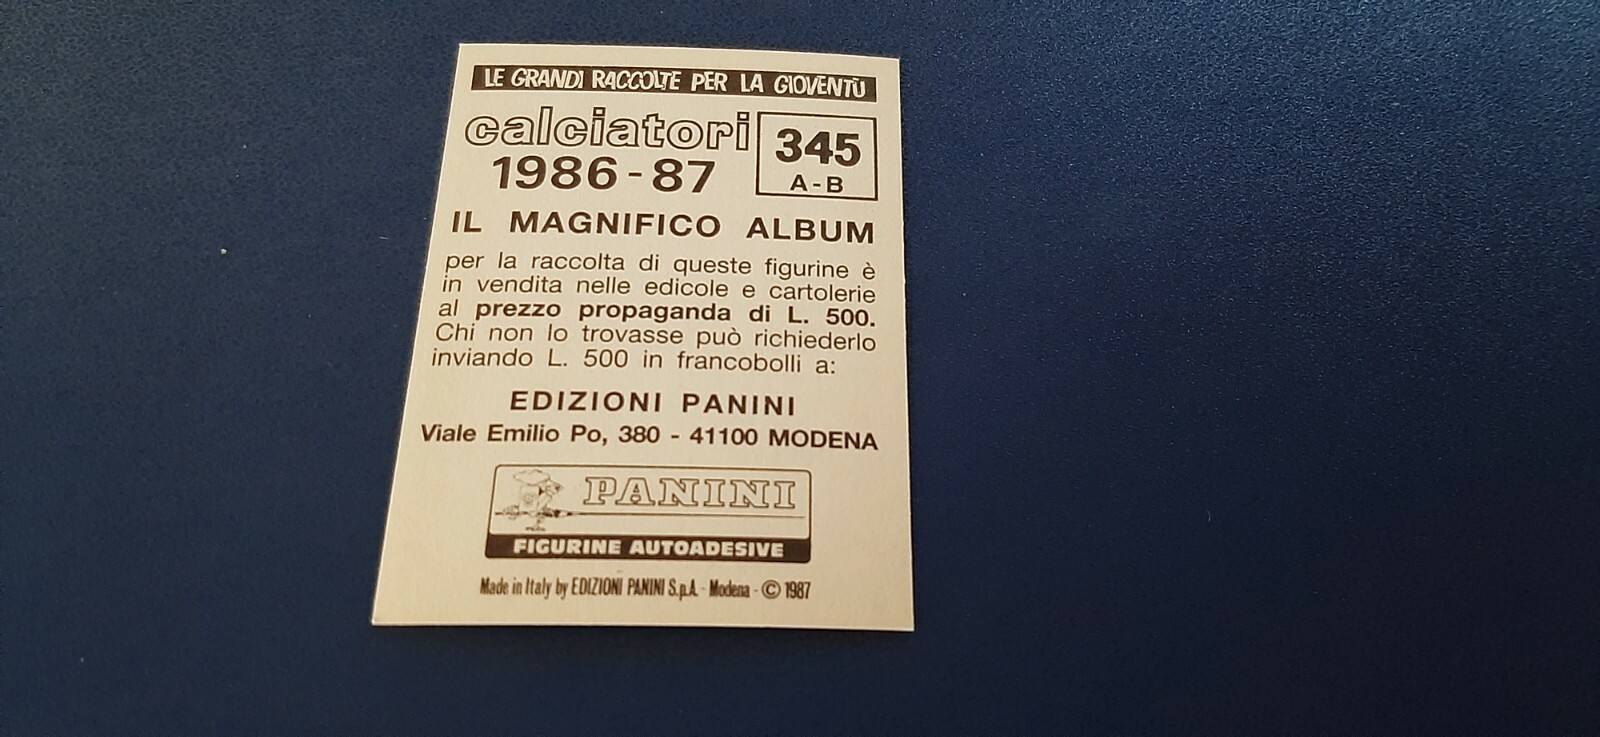 LE GRANDI RACCOLTE PER LA GIOVENTÙ
calciatori
1986-87
345
A-B
IL MAGNIFICO ALBUM
per la raccolta di queste figurine è
in vendita nelle edicole e cartolerie
al prezzo propaganda di L. 500.
Chi non lo trovasse può richiederlo
inviando L. 500 in francobolli a:
EDIZIONI PANINI
Viale Emilio Po, 380 - 41100 MODENA
PANINI
FIGURINE AUTOADESIVE
Made in Italy by EDIZIONI PANINI S.p.A. - Modena - © 1987